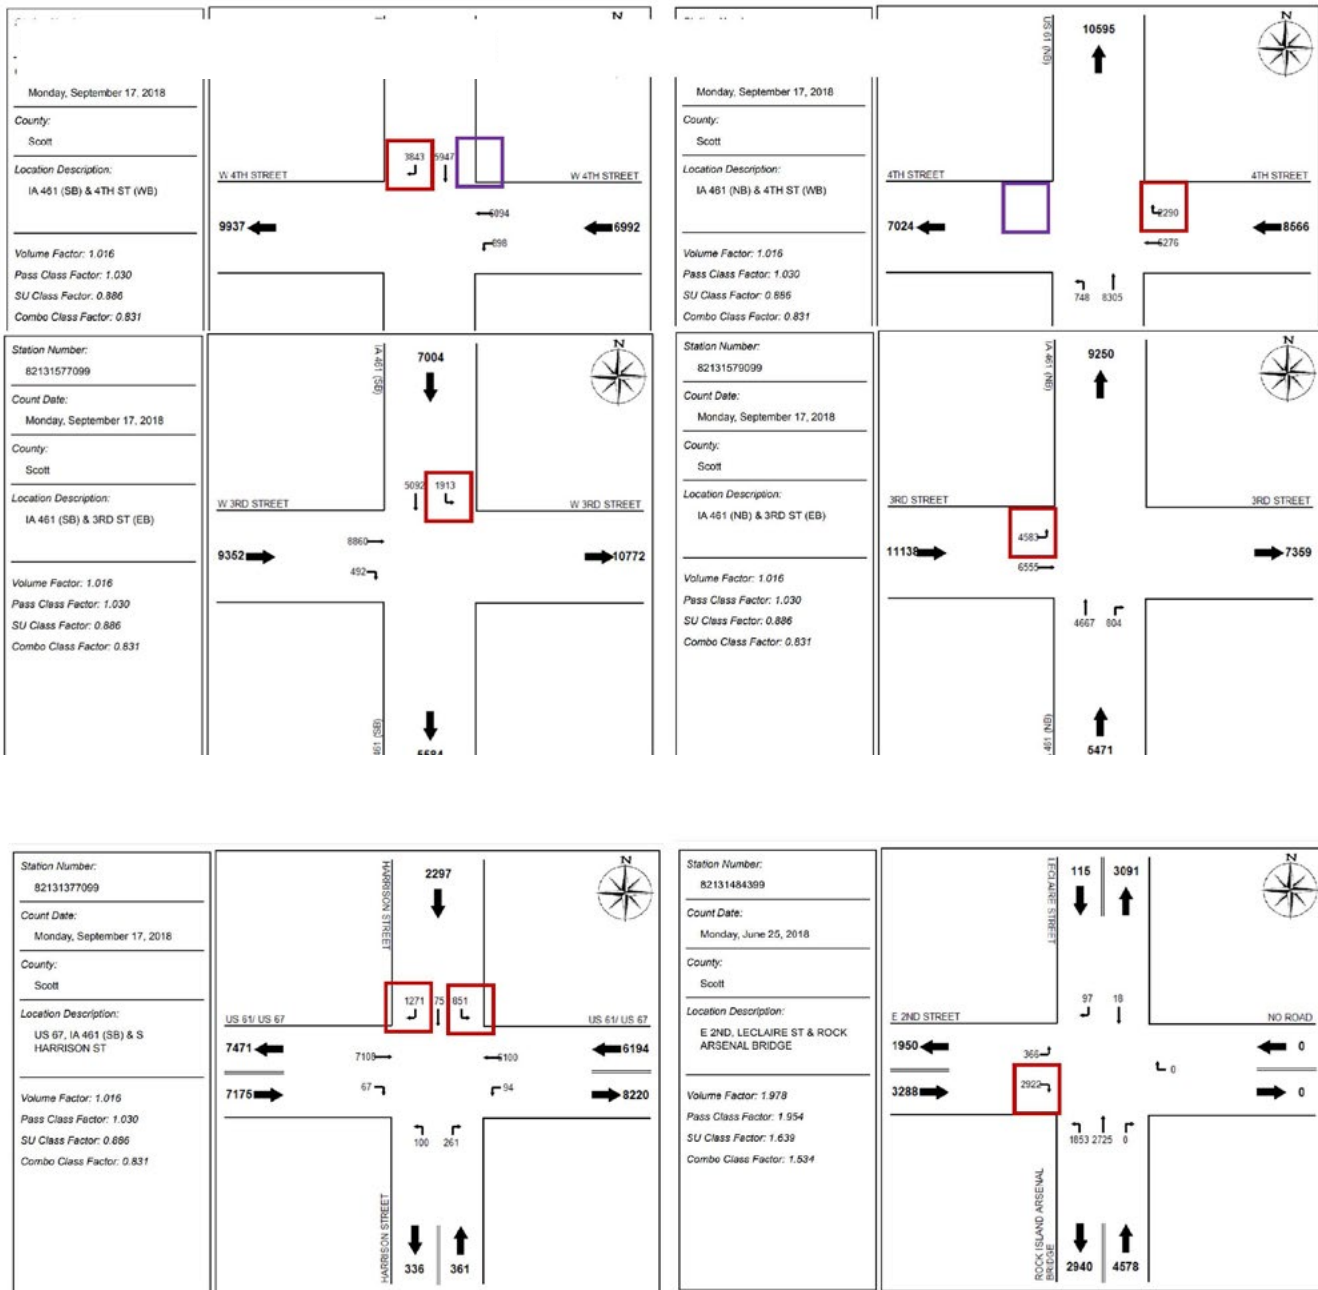 N
Monday, September 17, 2018
County:
Scott
Location Description:
IA 461 (SB) & 4TH ST (WB)
Volume Factor: 1.016
Pass Class Factor: 1.030
SU Class Factor: 0.886
Combo Class Factor: 0.831
3843 5947
W 4TH STREET
W 4TH STREET
5094
9937
6992
898
US 61 (NB)
10595
Monday, September 17, 2018
County:
Scott
Location Description:
IA 461 (NB) & 4TH ST (WB)
Volume Factor: 1.016
Pass Class Factor: 1.030
SU Class Factor: 0.886
Combo Class Factor: 0.831
4TH STREET
4TH STREET
2290
7024
8566
6276
748 8305
Station Number:
82131577099
Count Date:
Monday, September 17, 2018
County:
Scott
Location Description:
IA 461 (SB) & 3RD ST (EB)
Volume Factor: 1.016
Pass Class Factor: 1.030
SU Class Factor: 0.886
Combo Class Factor: 0.831
IA 461 (SB)
7004
N
5092 1913
W 3RD STREET
W 3RD STREET
8860
9352
10772
492
5584
Station Number:
82131579099
Count Date:
Monday, September 17, 2018
County:
Scott
Location Description:
IA 461 (NB) & 3RD ST (EB)
Volume Factor: 1.016
Pass Class Factor: 1.030
SU Class Factor: 0.886
Combo Class Factor: 0.831
IA 461 (NB)
9250
N
3RD STREET
3RD STREET
4583
11138
7359
6555
4667 804
5471
Station Number:
82131377099
Count Date:
Monday, September 17, 2018
County:
Scott
Location Description:
US 67, IA 461 (SB) & S
HARRISON ST
Volume Factor: 1.016
Pass Class Factor: 1.030
SU Class Factor: 0.886
Combo Class Factor: 0.831
HARRISON STREET
2297
N
1271 75 851
US 61/ US 67
US 61/ US 67
7471
6194
7108
6100
7175
67
94
8220
100 261
HARRISON STREET
336 361
Station Number:
82131484399
Count Date:
Monday, June 25, 2018
County:
Scott
Location Description:
E 2ND, LECLAIRE ST & ROCK
ARSENAL BRIDGE
Volume Factor: 1.978
Pass Class Factor: 1.954
SU Class Factor: 1.639
Combo Class Factor: 1.534
LECLAIRE STREET
115 3091
N
97 18
E 2ND STREET
NO ROAD
1950
0
366
0
2922
3288
0
1853 2725 0
ROCK ISLAND ARSENAL
BRIDGE
2940 4578